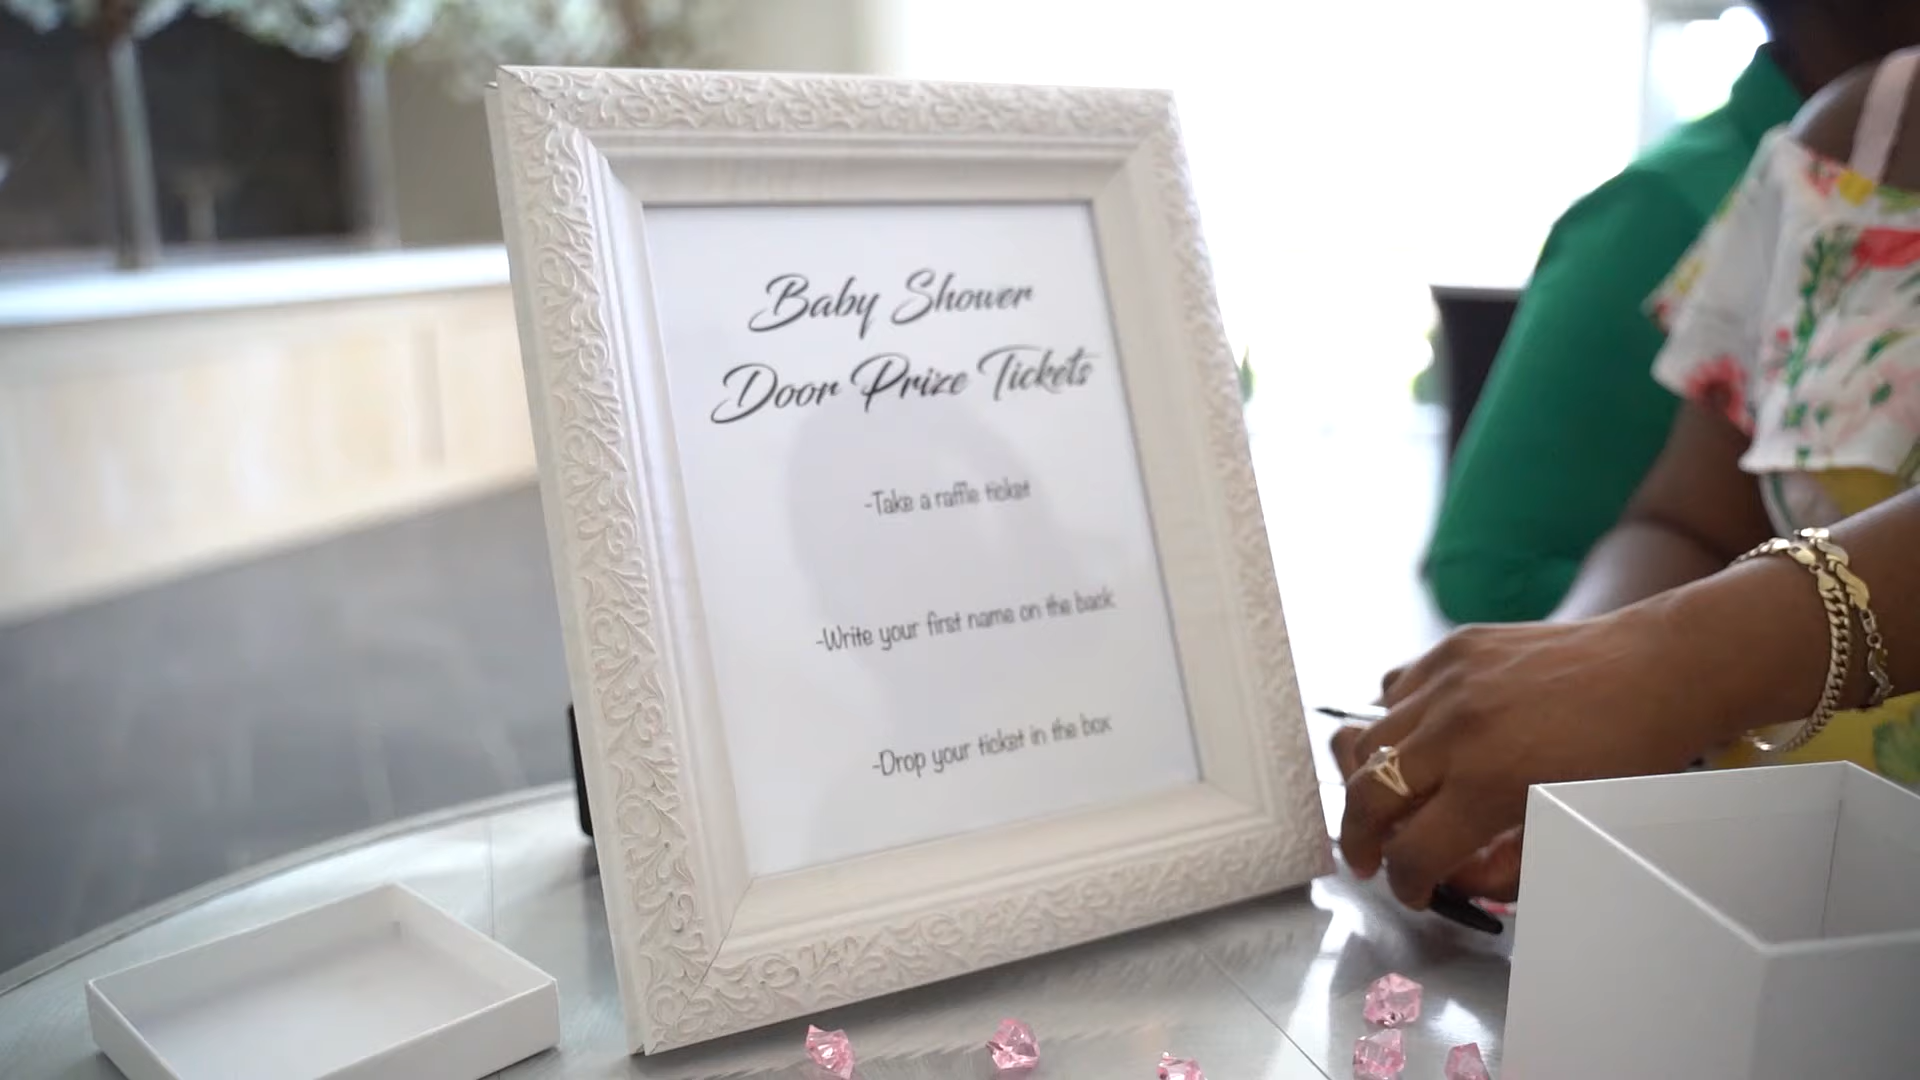 Baby Shower
Door Prize Tickets
-Take a raffle ticket
-Write your first name on the back
-Drop your ticket in the box